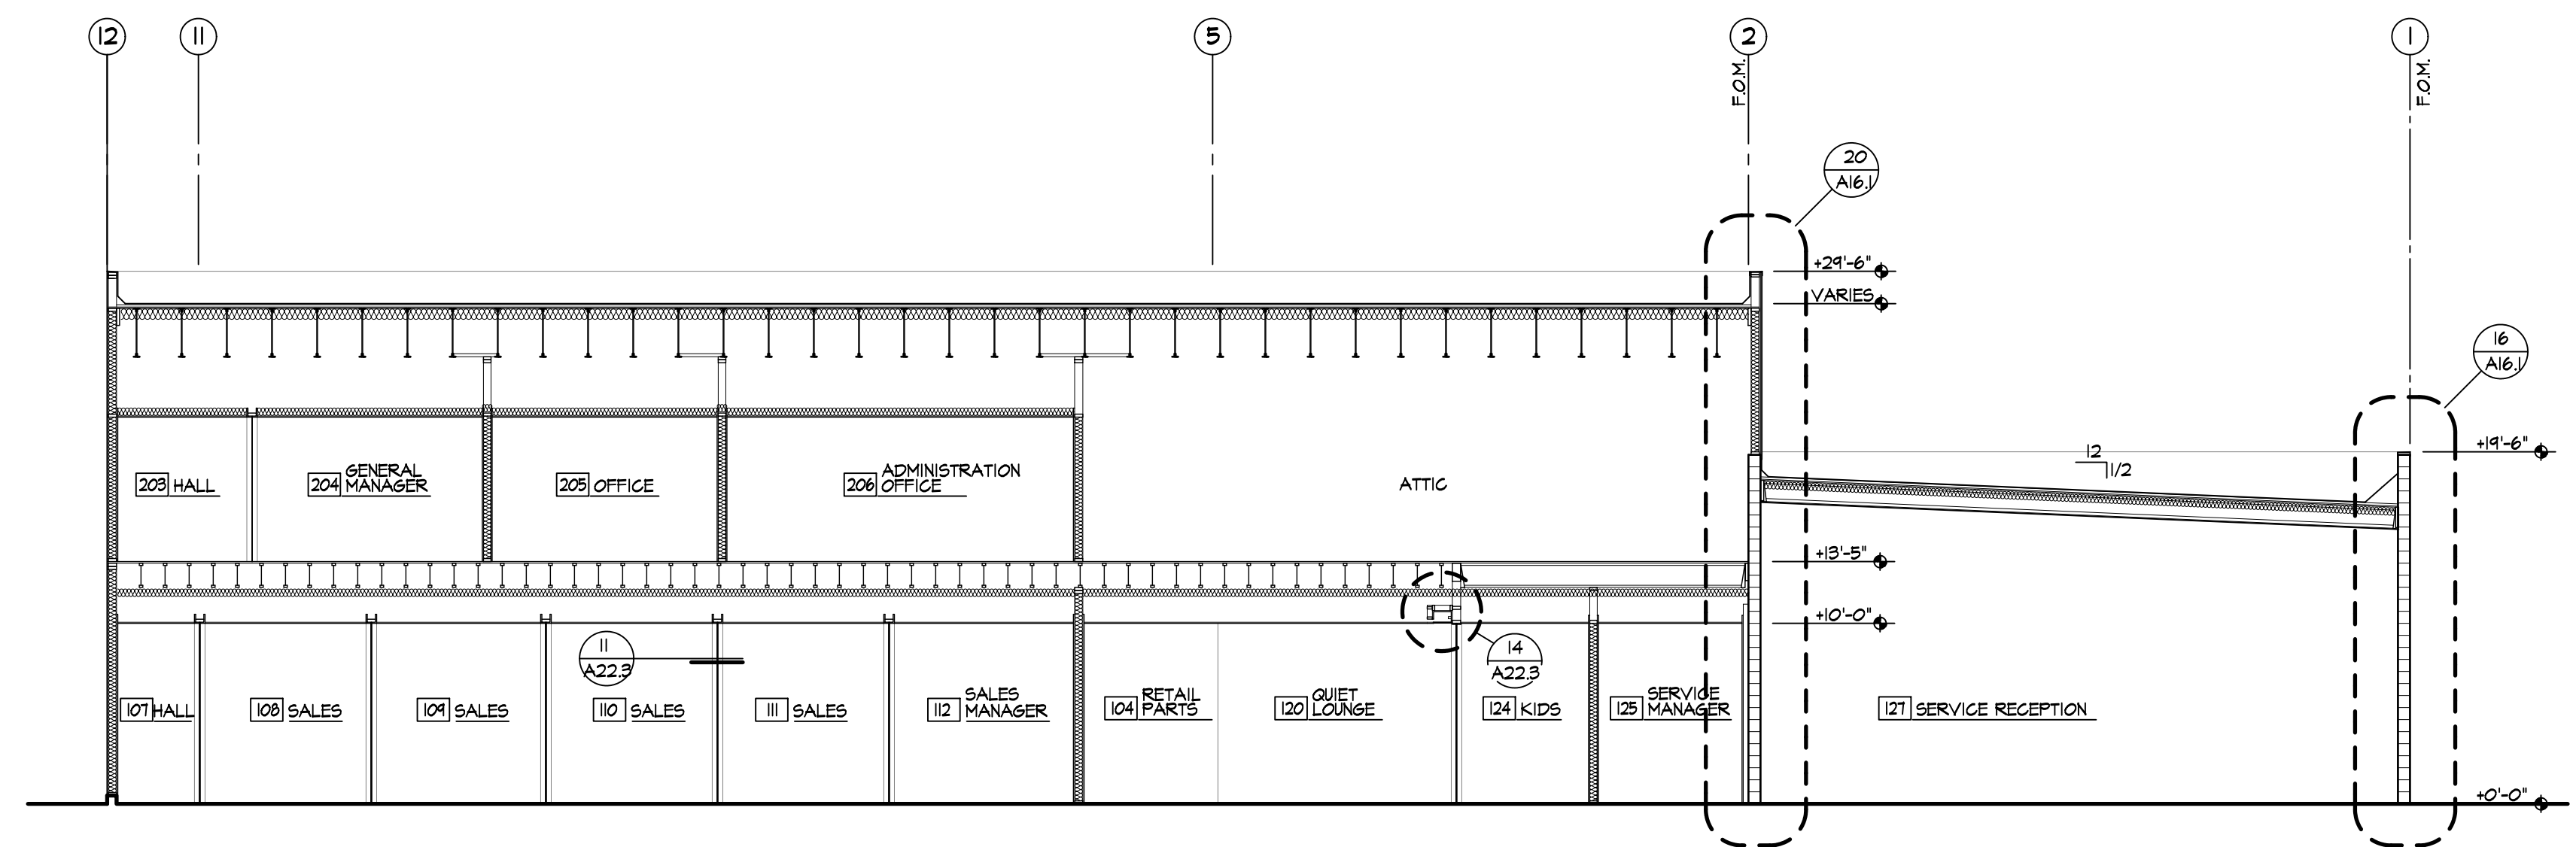 12
11
5
2
1
F.O.M.
F.O.M.
20
A16.1
+29'-6"
VARIES
16
A16.1
+19'-6"
12
1/2
203 HALL
204 GENERAL
MANAGER
205 OFFICE
206 ADMINISTRATION
OFFICE
ATTIC
+13'-5"
+10'-0"
11
A22.3
14
A22.3
107 HALL
108 SALES
109 SALES
110 SALES
111 SALES
112 SALES
MANAGER
104 RETAIL
PARTS
120 QUIET
LOUNGE
124 KIDS
125 SERVICE
MANAGER
127 SERVICE RECEPTION
+0'-0"